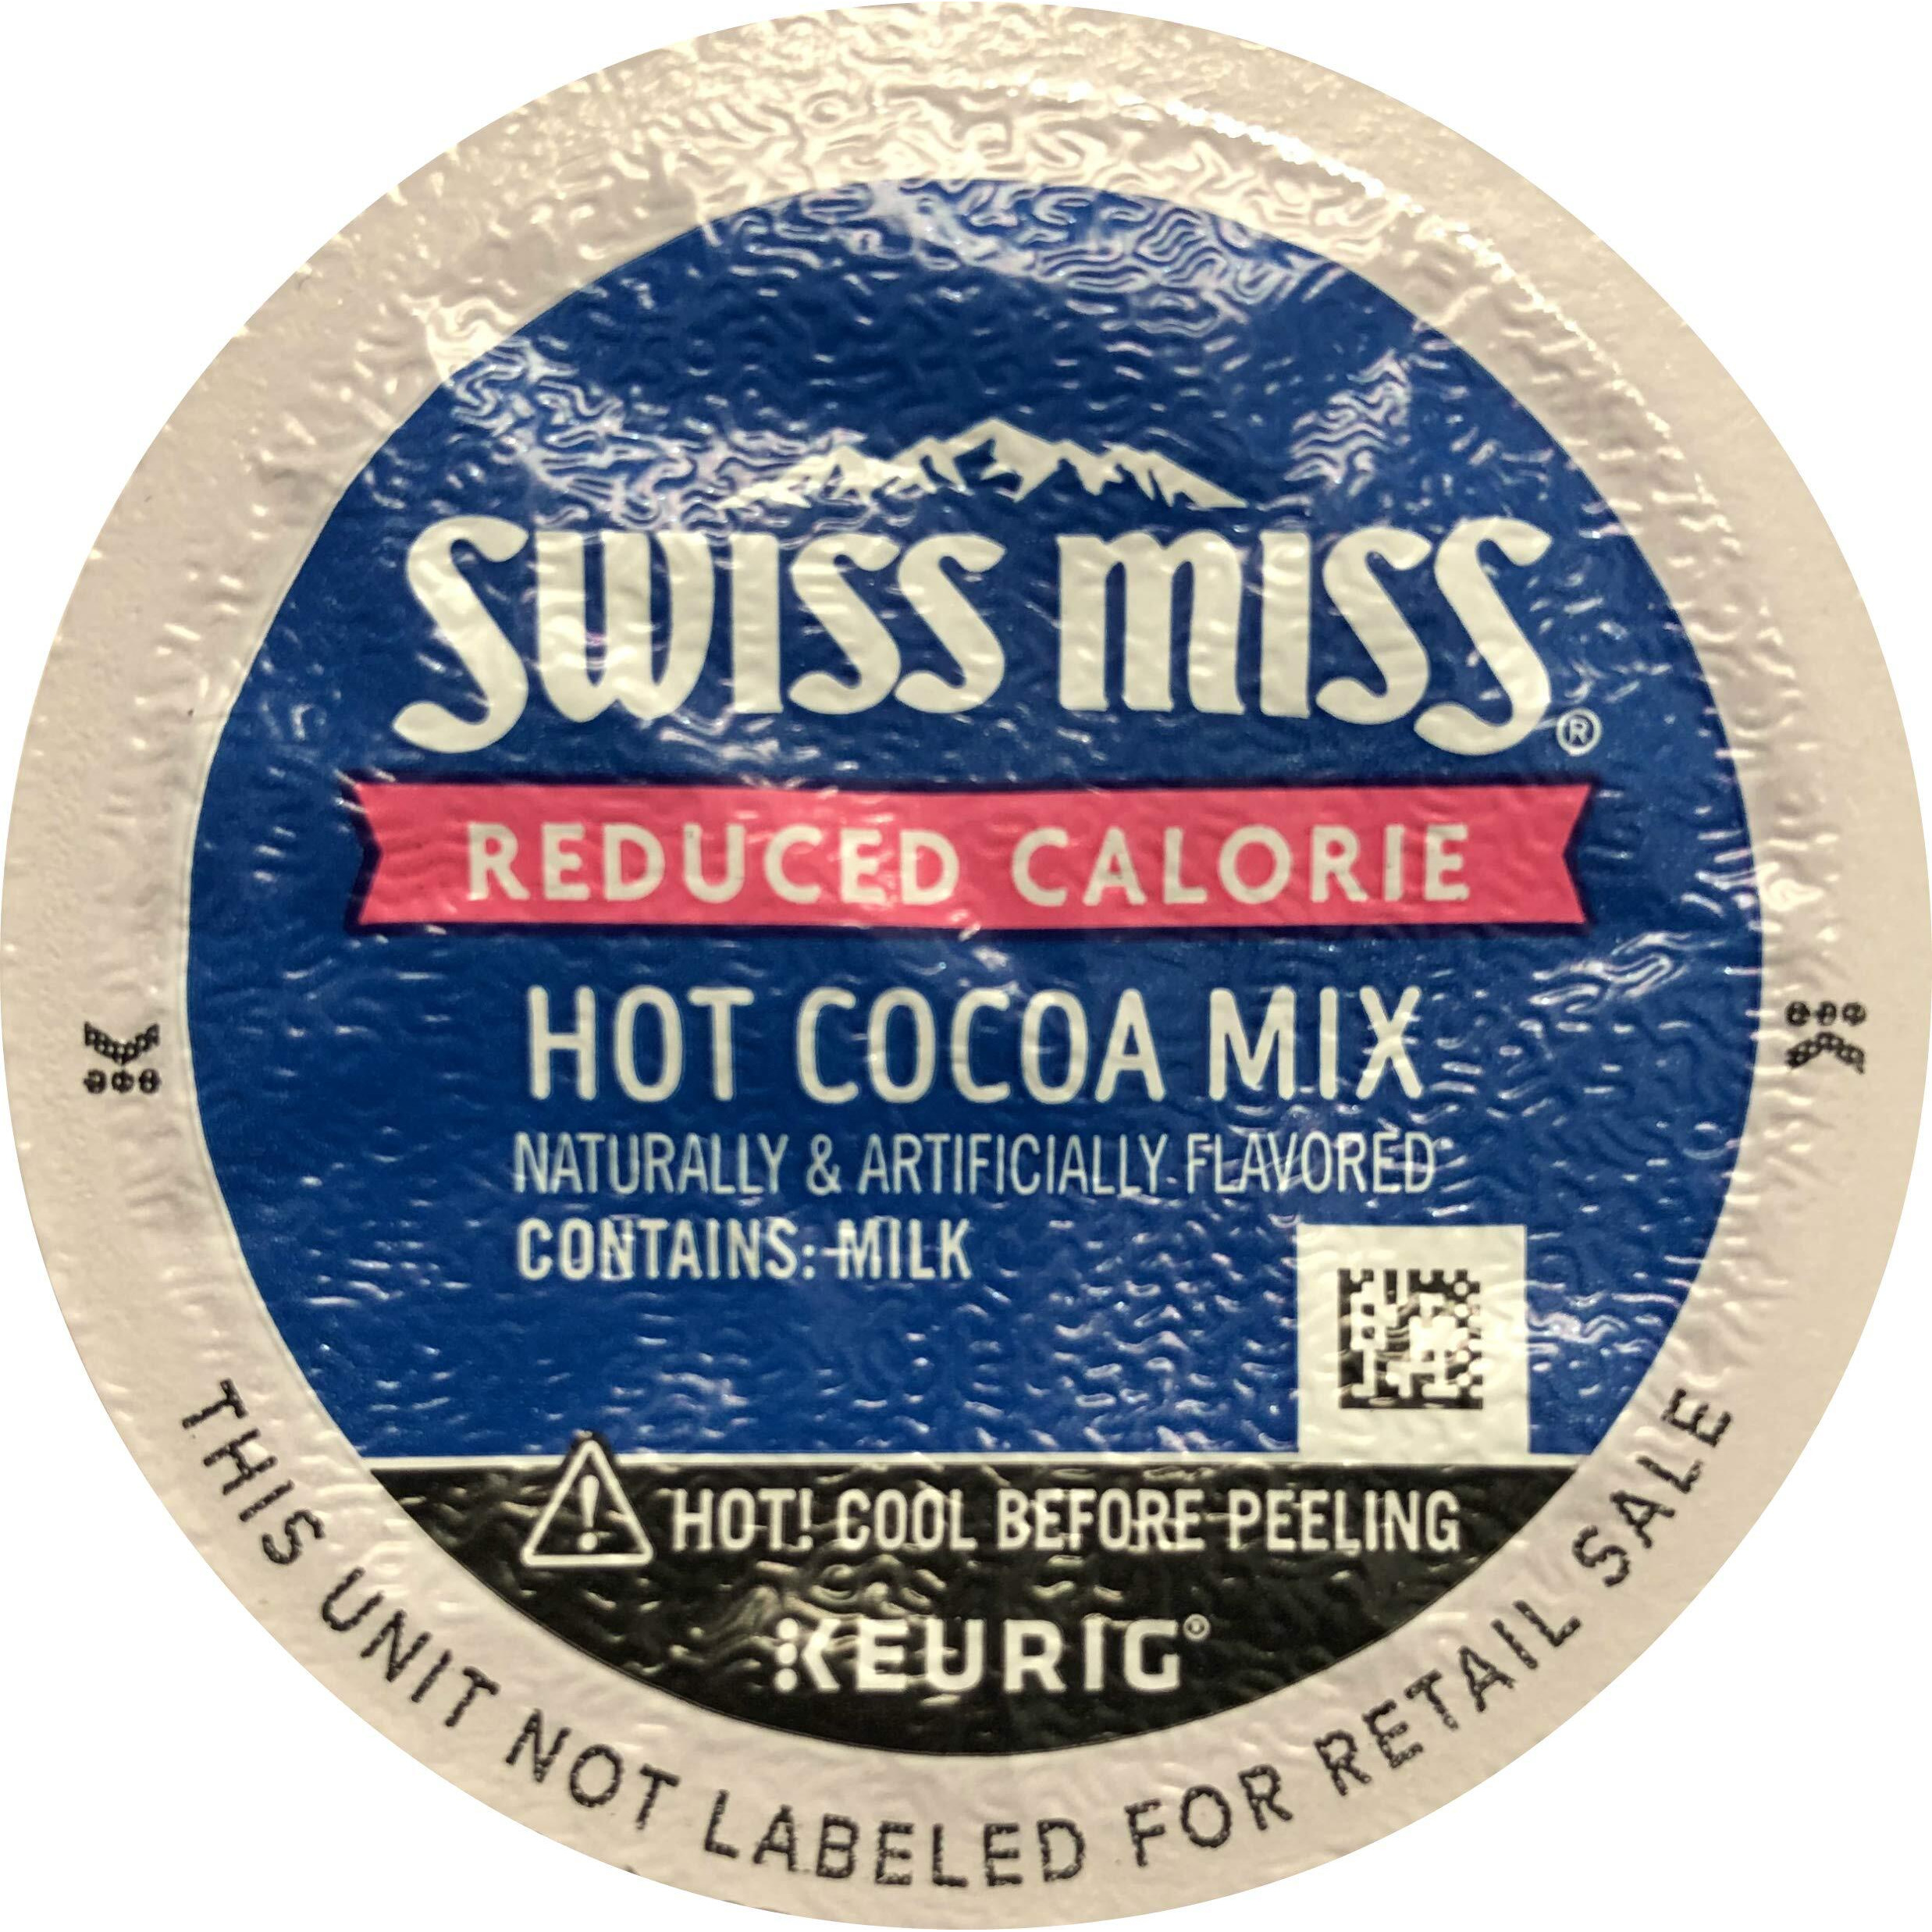 SWISS MISS®
REDUCED CALORIE
HOT COCOA MIX
NATURALLY & ARTIFICIALLY FLAVORED
CONTAINS: MILK
HOT! COOL BEFORE PEELING
KEURIG®
THIS UNIT NOT LABELED FOR RETAIL SALE